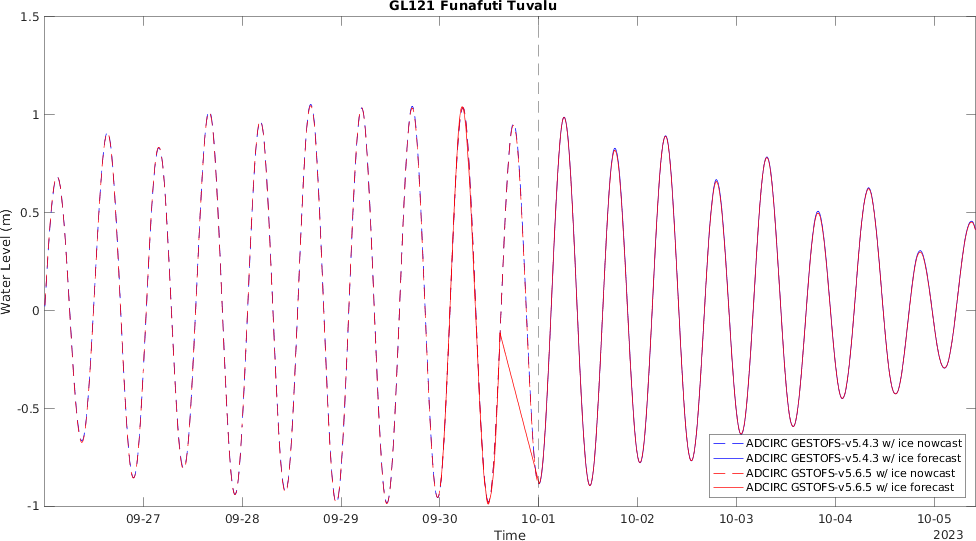 GL121 Funafuti Tuvalu
1.5
1
0.5
0
-0.5
-1
Water Level (m)
09-27 09-28 09-29 09-30 10-01 10-02 10-03 10-04 10-05
Time
2023
ADCIRC GESTOFS-v5.4.3 w/ ice nowcast
ADCIRC GESTOFS-v5.4.3 w/ ice forecast
ADCIRC GSTOFS-v5.6.5 w/ ice nowcast
ADCIRC GSTOFS-v5.6.5 w/ ice forecast